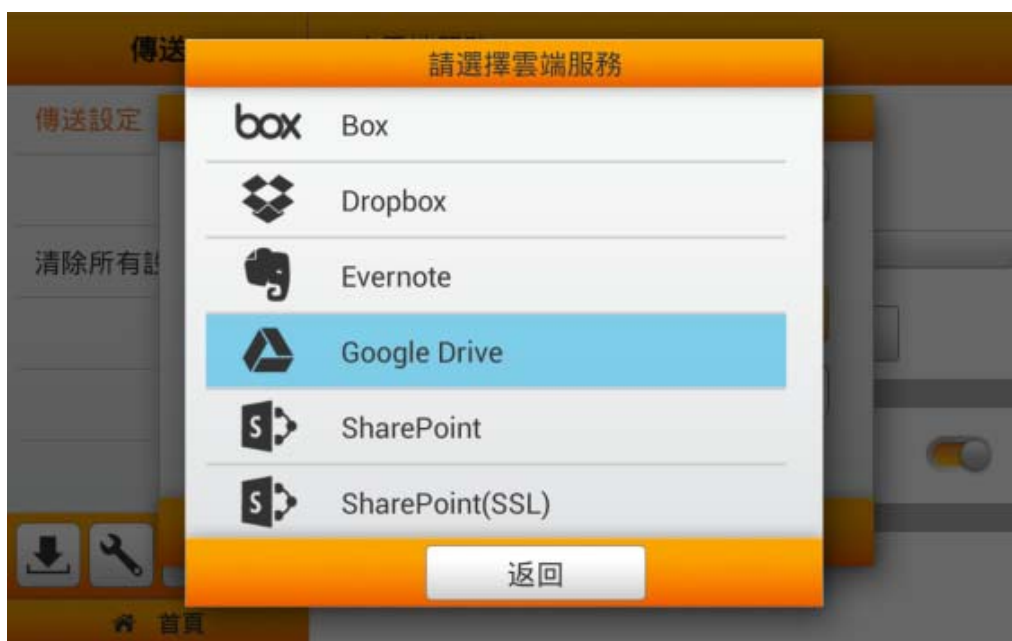 傳送
請選擇雲端服務
傳送設定
box Box
Dropbox
Evernote
清除所有
Google Drive
S SharePoint
S SharePoint(SSL)
返回
首頁